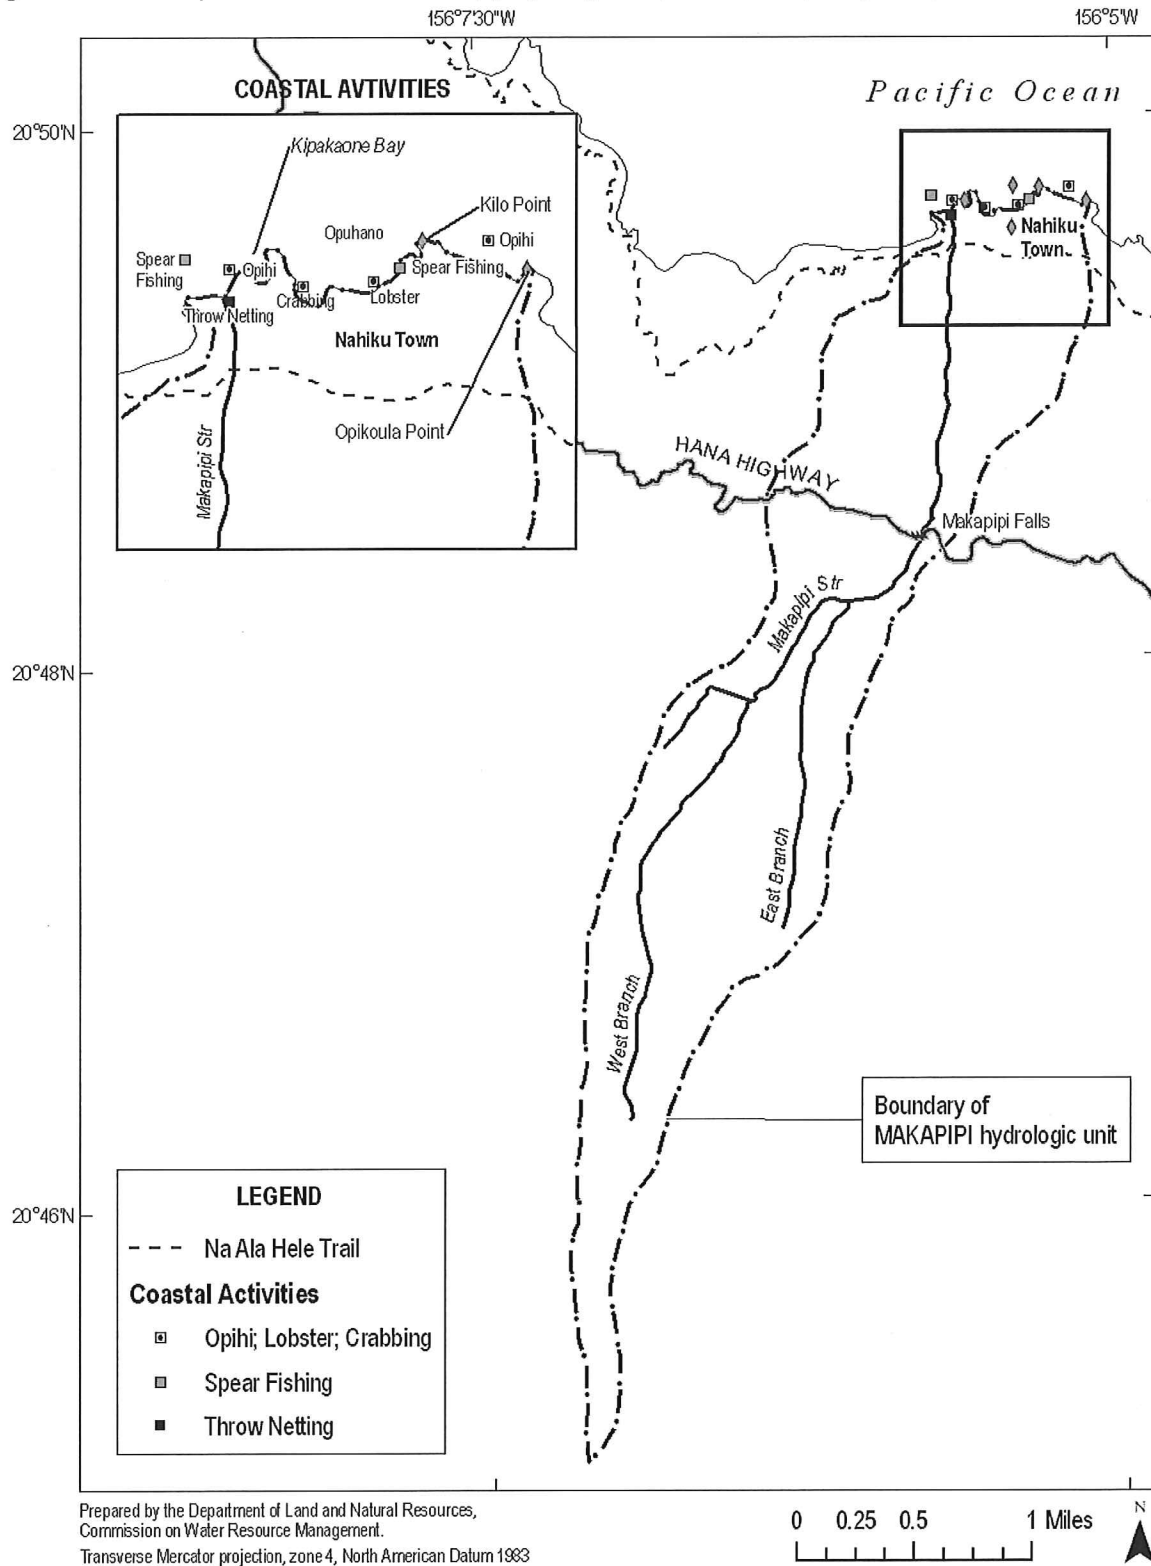 156°7'30"W
156°5'W
COASTAL AVTIVITIES
Pacific Ocean
20°50'N
Kipakaone Bay
Kilo Point
Opuhano
Opihi
Spear
Fishing
Opihi
Spear Fishing
Crabbing
Lobster
Throw Netting
Nahiku Town
Nahiku
Town
Opikoula Point
Makapipi Str
HANA HIGHWAY
Makapipi Falls
Makapipi Str
20°48'N
East Branch
West Branch
Boundary of
MAKAPIPI hydrologic unit
20°46'N
LEGEND
Na Ala Hele Trail
Coastal Activities
Opihi; Lobster; Crabbing
Spear Fishing
Throw Netting
Prepared by the Department of Land and Natural Resources,
Commission on Water Resource Management.
Transverse Mercator projection, zone 4, North American Datum 1983
0 0.25 0.5 1 Miles
N